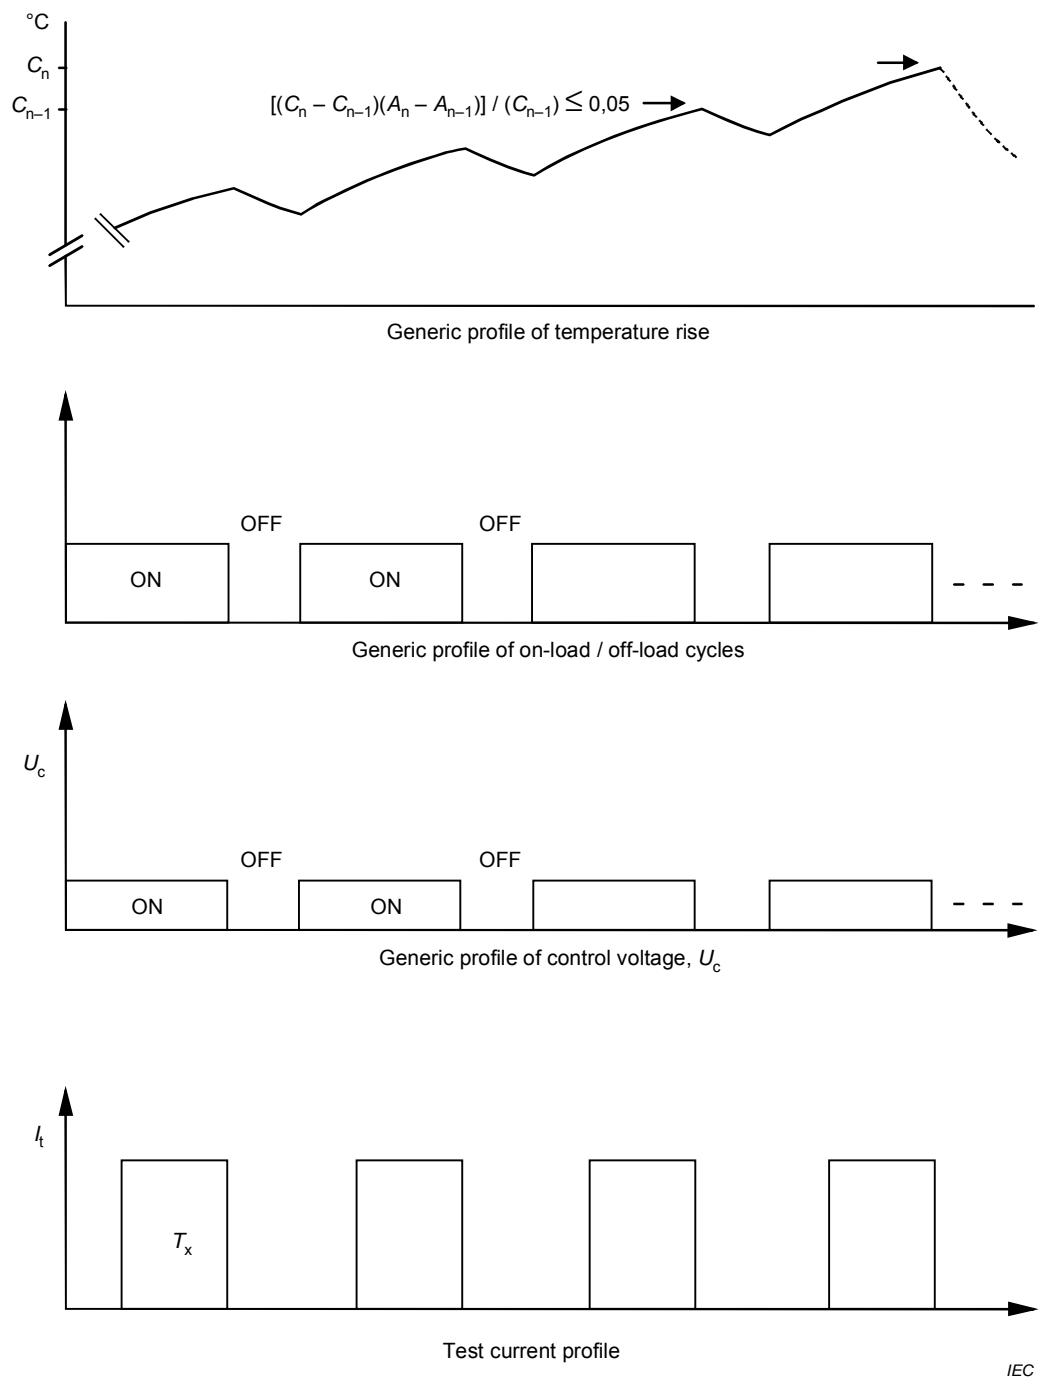 °C
Cn
Cn–1
[(Cn – Cn–1)(An – An–1)] / (Cn–1) ≤ 0,05
Generic profile of temperature rise
OFF OFF
ON ON
Generic profile of on-load / off-load cycles
Uc
OFF OFF
ON ON
Generic profile of control voltage, Uc
It
Tx
Test current profile
IEC